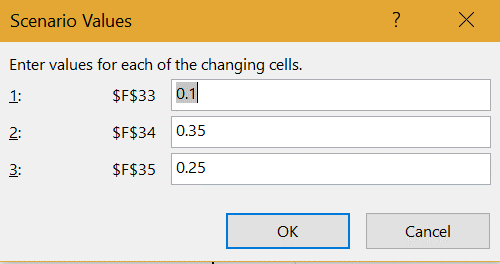 Scenario Values ?
Enter values for each of the changing cells.
1: $F$33 0.1
2: $F$34 0.35
3: $F$35 0.25
OK Cancel